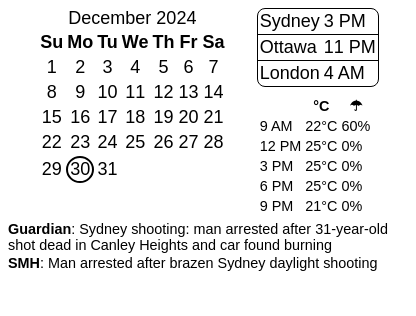 December 2024
Su Mo Tu We Th Fr Sa
1 2 3 4 5 6 7
8 9 10 11 12 13 14
15 16 17 18 19 20 21
22 23 24 25 26 27 28
29 30 31
Sydney 3 PM
Ottawa 11 PM
London 4 AM
°C ☂
9 AM 22°C 60%
12 PM 25°C 0%
3 PM 25°C 0%
6 PM 25°C 0%
9 PM 21°C 0%
Guardian: Sydney shooting: man arrested after 31-year-old
shot dead in Canley Heights and car found burning
SMH: Man arrested after brazen Sydney daylight shooting